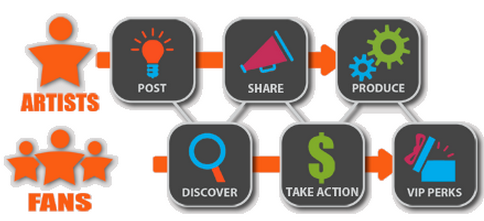 ARTISTS
POST
SHARE
PRODUCE
FANS
DISCOVER
TAKE ACTION
VIP PERKS